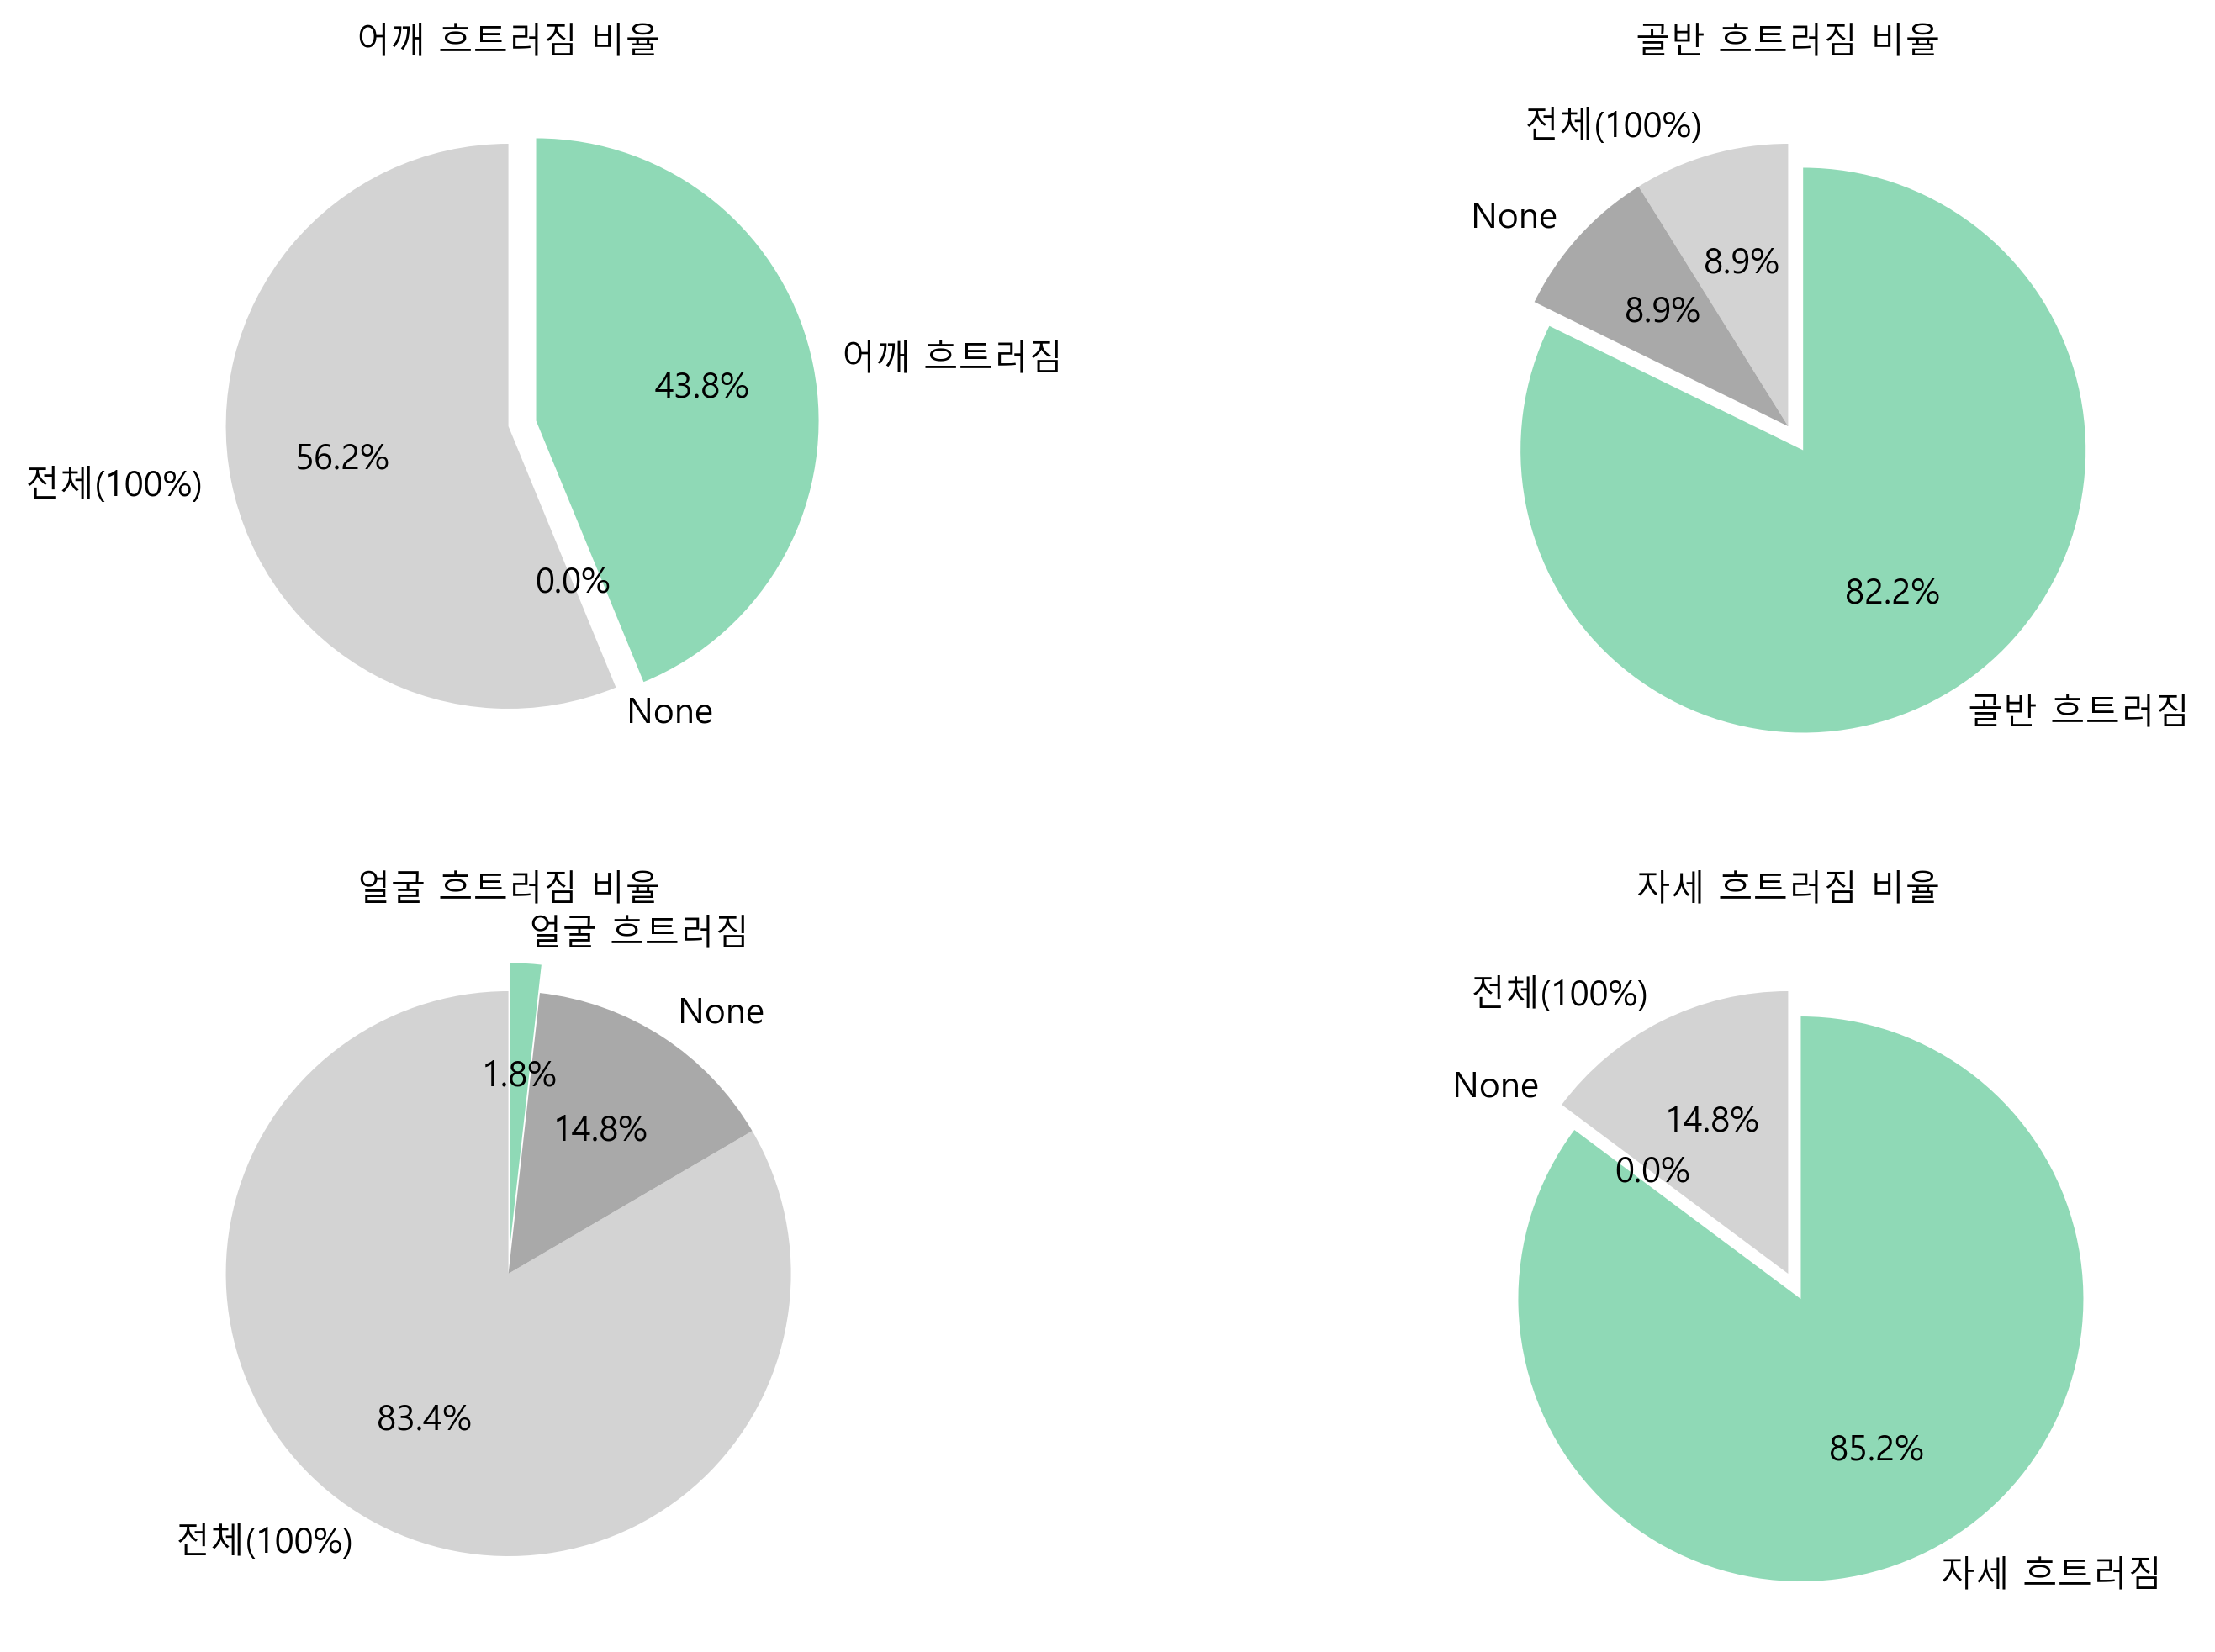 어깨 흐트러짐 비율
어깨 흐트러짐
43.8%
56.2%
전체(100%)
0.0%
None
골반 흐트러짐 비율
전체(100%)
None
8.9%
8.9%
82.2%
골반 흐트러짐
얼굴 흐트러짐 비율
얼굴 흐트러짐
None
1.8%
14.8%
83.4%
전체(100%)
자세 흐트러짐 비율
전체(100%)
None
14.8%
0.0%
85.2%
자세 흐트러짐